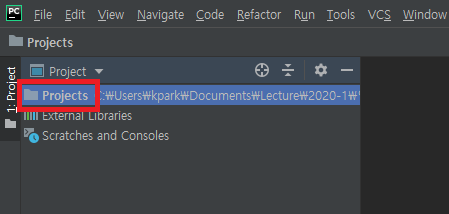 PC File Edit View Navigate Code Refactor Run Tools VCS Window
Projects
1: Project
Project
Projects C:₩Users₩kpark₩Documents₩Lecture₩2020-1₩
External Libraries
Scratches and Consoles